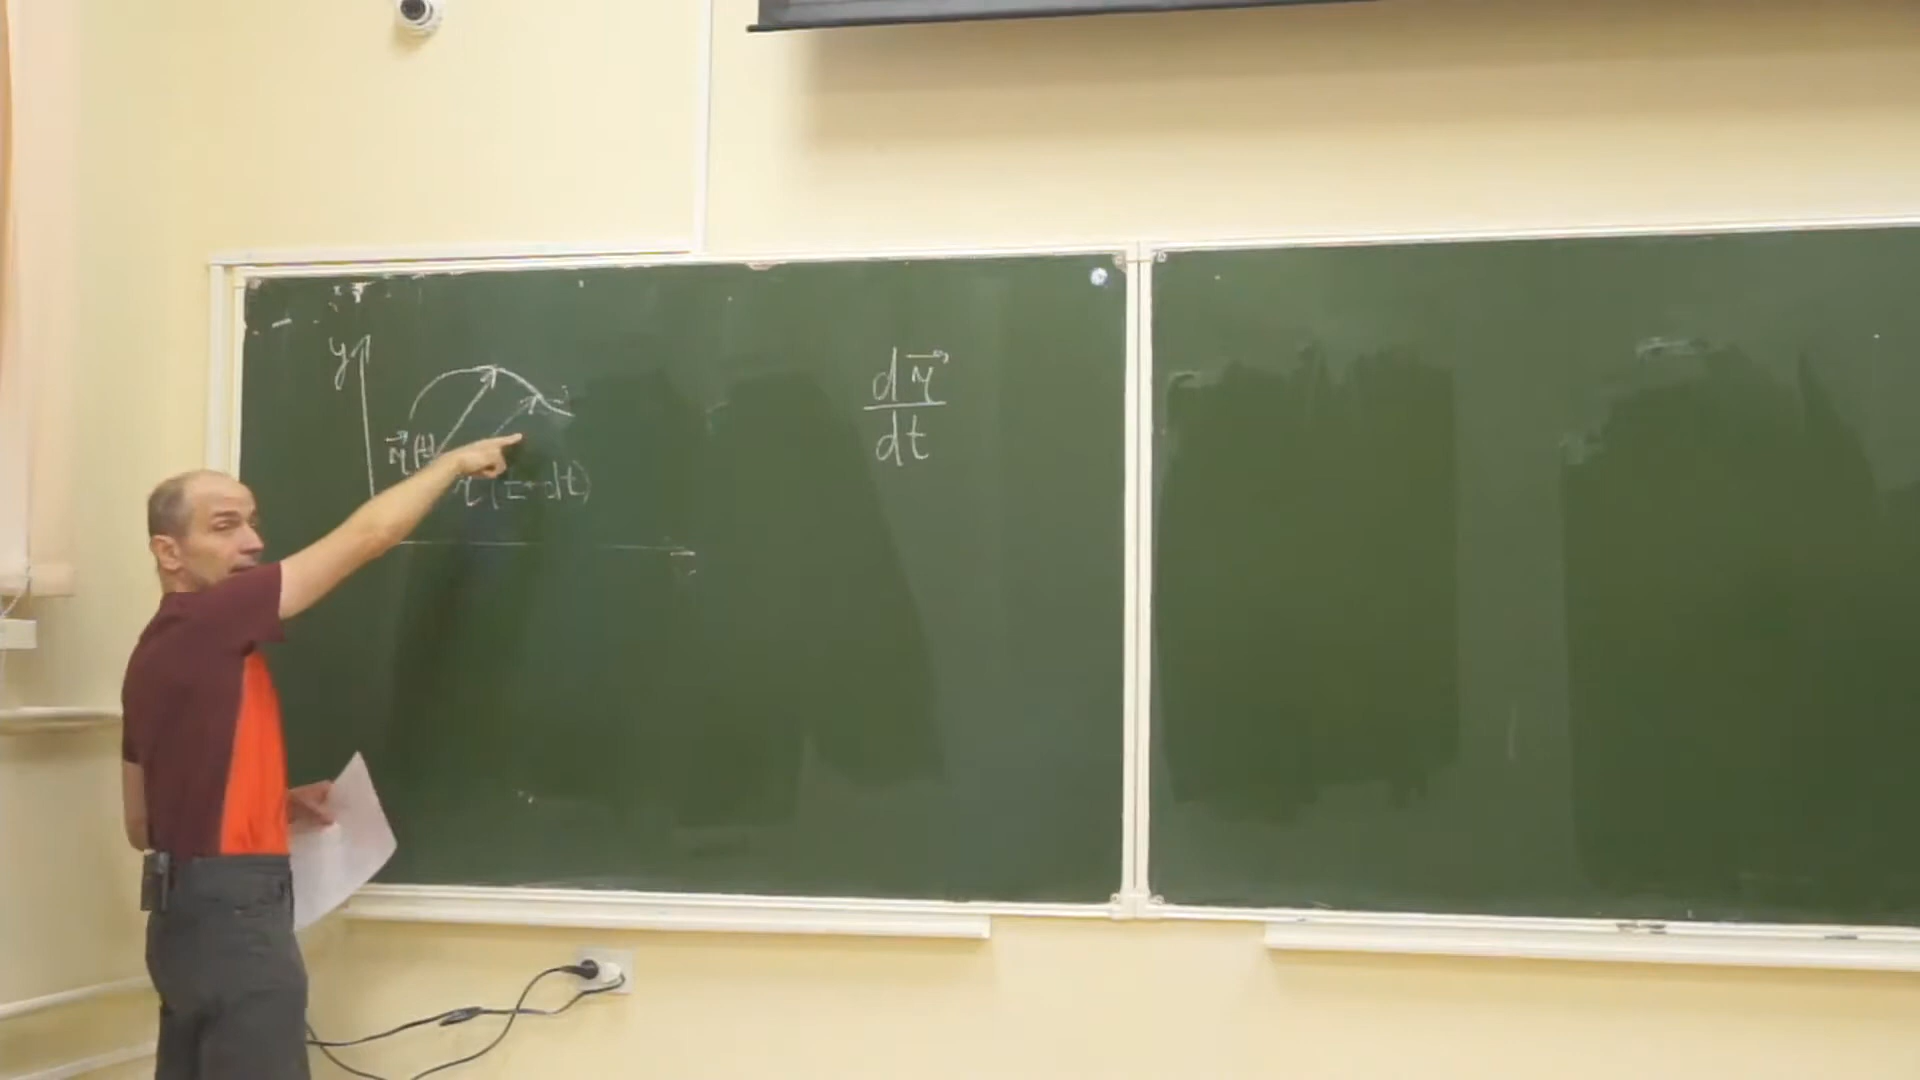 y
r⃗(t)
r(t+dt)
dr⃗
dt